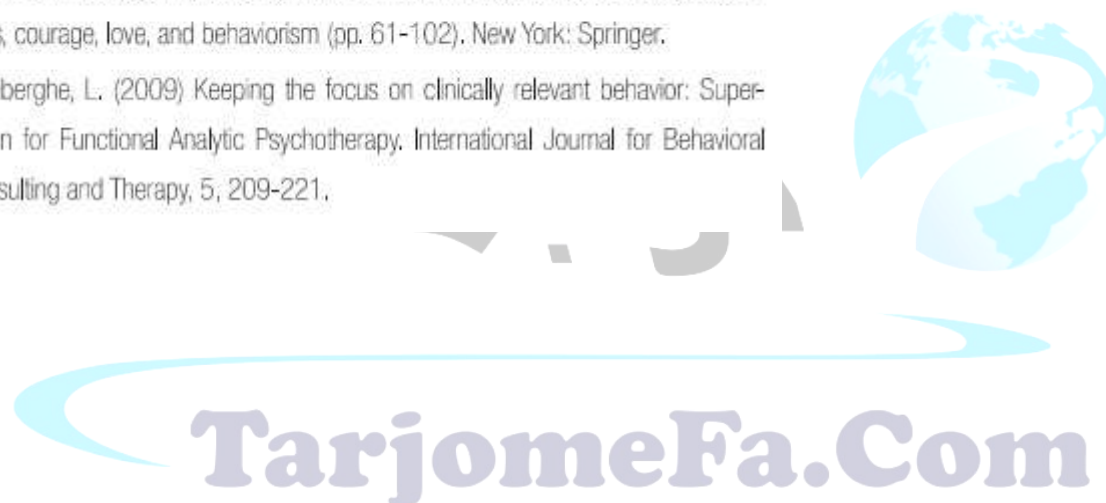 , courage, love, and behaviorism (pp. 61-102). New York: Springer.
berghe, L. (2009) Keeping the focus on clinically relevant behavior: Super-
n for Functional Analytic Psychotherapy. International Journal for Behavioral
sulting and Therapy, 5, 209-221.
TarjomeFa.Com